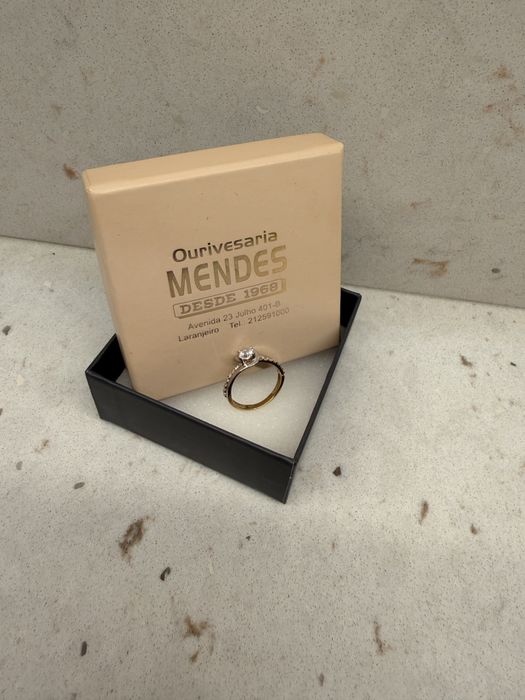 Ourivesaria
MENDES
DESDE 1968
Avenida 23 Julho 401-B
Laranjeiro Tel. 212591000